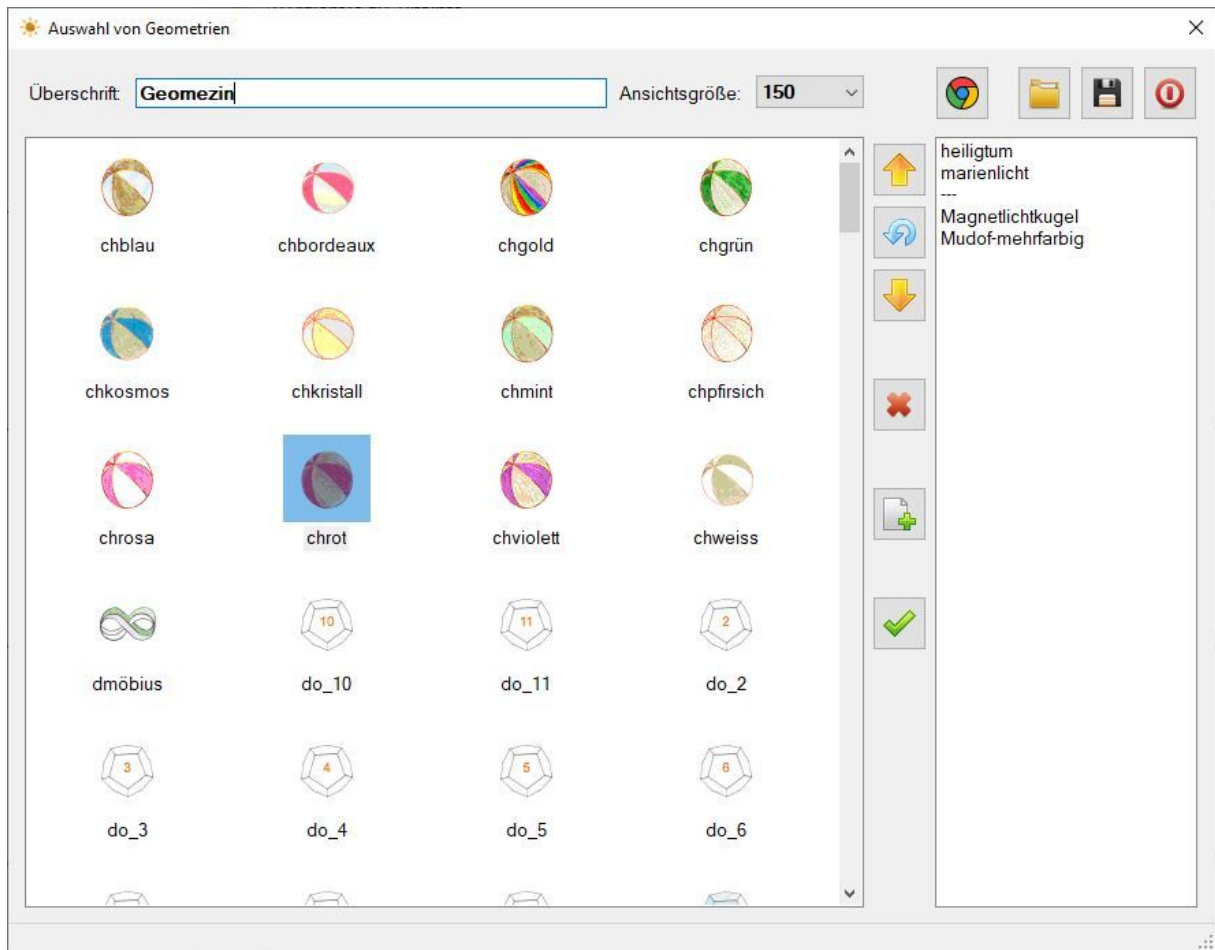 Auswahl von Geometrien
Überschrift: Geomezin Ansichtsgröße: 150
heiligtum
marienlicht
---
Magnetlichtkugel
Mudof-mehrfarbig
chblau chbordeaux chgold chgrün
chkosmos chkristall chmint chpfirsich
chrosa chrot chviolett chweiss
10 11 2
dmöbius do_10 do_11 do_2
3 4 5 6
do_3 do_4 do_5 do_6